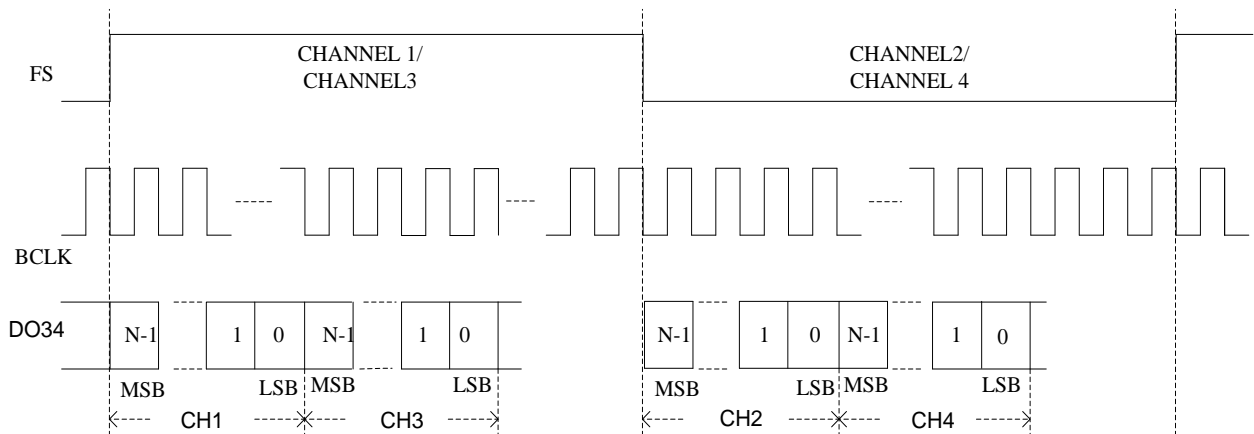 CHANNEL 1/
CHANNEL3
CHANNEL2/
CHANNEL 4
FS
BCLK
DO34
N-1
1
0
N-1
1
0
N-1
1
0
N-1
1
0
MSB
LSB
MSB
LSB
MSB
LSB
MSB
LSB
CH1
CH3
CH2
CH4